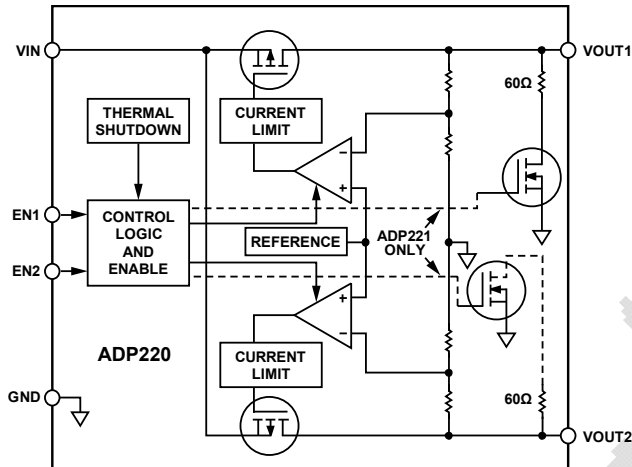 VIN
VOUT1
60Ω
THERMAL
SHUTDOWN
CURRENT
LIMIT
−
+
EN1
CONTROL
LOGIC
AND
ENABLE
REFERENCE
ADP221
ONLY
EN2
+
−
ADP220
CURRENT
LIMIT
GND
60Ω
VOUT2